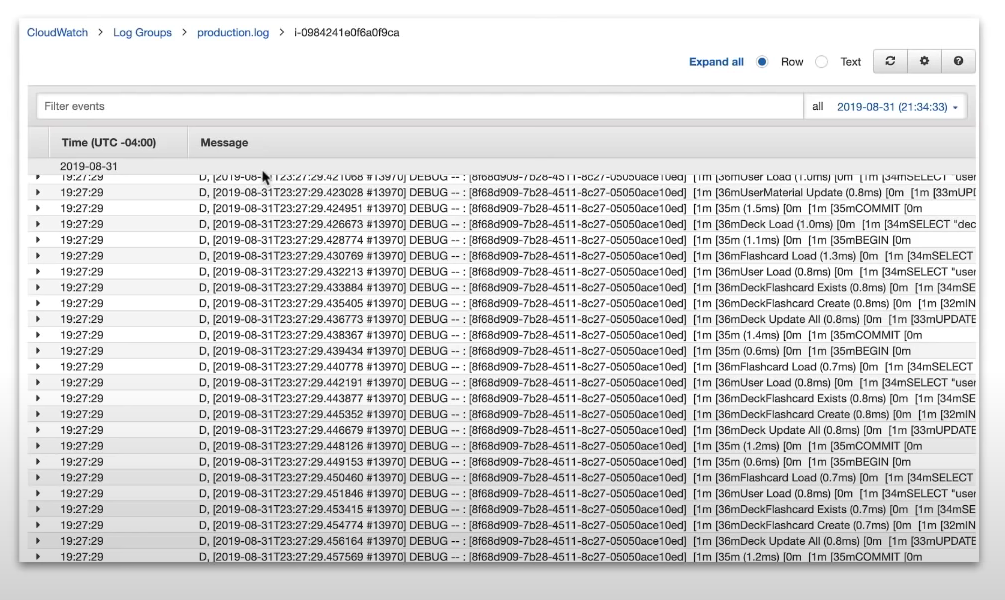 CloudWatch > Log Groups > production.log > i-0984241e0f6a0f9ca
Expand all Row Text
Filter events all 2019-08-31 (21:34:33)
Time (UTC -04:00) Message
2019-08-31
19:27:29 D, [2019-08-31T23:27:29.421068 #13970] DEBUG -- : [8f68d909-7b28-4511-8c27-05050ace10ed] [1m [36mUser Load (1.0ms) [0m [1m [34mSELECT "user
19:27:29 D, [2019-08-31T23:27:29.423028 #13970] DEBUG -- : [8f68d909-7b28-4511-8c27-05050ace10ed] [1m [36mUserMaterial Update (0.8ms) [0m [1m [33mUPD
19:27:29 D, [2019-08-31T23:27:29.424951 #13970] DEBUG -- : [8f68d909-7b28-4511-8c27-05050ace10ed] [1m [35m (1.5ms) [0m [1m [35mCOMMIT [0m
19:27:29 D, [2019-08-31T23:27:29.426673 #13970] DEBUG -- : [8f68d909-7b28-4511-8c27-05050ace10ed] [1m [36mDeck Load (1.0ms) [0m [1m [34mSELECT "dec
19:27:29 D, [2019-08-31T23:27:29.428774 #13970] DEBUG -- : [8f68d909-7b28-4511-8c27-05050ace10ed] [1m [35m (1.1ms) [0m [1m [35mBEGIN [0m
19:27:29 D, [2019-08-31T23:27:29.430769 #13970] DEBUG -- : [8f68d909-7b28-4511-8c27-05050ace10ed] [1m [36mFlashcard Load (1.3ms) [0m [1m [34mSELECT
19:27:29 D, [2019-08-31T23:27:29.432213 #13970] DEBUG -- : [8f68d909-7b28-4511-8c27-05050ace10ed] [1m [36mUser Load (0.8ms) [0m [1m [34mSELECT "user
19:27:29 D, [2019-08-31T23:27:29.433884 #13970] DEBUG -- : [8f68d909-7b28-4511-8c27-05050ace10ed] [1m [36mDeckFlashcard Exists (0.8ms) [0m [1m [34mSE
19:27:29 D, [2019-08-31T23:27:29.435405 #13970] DEBUG -- : [8f68d909-7b28-4511-8c27-05050ace10ed] [1m [36mDeckFlashcard Create (0.8ms) [0m [1m [32mIN
19:27:29 D, [2019-08-31T23:27:29.436773 #13970] DEBUG -- : [8f68d909-7b28-4511-8c27-05050ace10ed] [1m [36mDeck Update All (0.8ms) [0m [1m [33mUPDATE
19:27:29 D, [2019-08-31T23:27:29.438367 #13970] DEBUG -- : [8f68d909-7b28-4511-8c27-05050ace10ed] [1m [35m (1.4ms) [0m [1m [35mCOMMIT [0m
19:27:29 D, [2019-08-31T23:27:29.439434 #13970] DEBUG -- : [8f68d909-7b28-4511-8c27-05050ace10ed] [1m [35m (0.6ms) [0m [1m [35mBEGIN [0m
19:27:29 D, [2019-08-31T23:27:29.440778 #13970] DEBUG -- : [8f68d909-7b28-4511-8c27-05050ace10ed] [1m [36mFlashcard Load (0.7ms) [0m [1m [34mSELECT
19:27:29 D, [2019-08-31T23:27:29.442191 #13970] DEBUG -- : [8f68d909-7b28-4511-8c27-05050ace10ed] [1m [36mUser Load (0.8ms) [0m [1m [34mSELECT "user
19:27:29 D, [2019-08-31T23:27:29.443877 #13970] DEBUG -- : [8f68d909-7b28-4511-8c27-05050ace10ed] [1m [36mDeckFlashcard Exists (0.8ms) [0m [1m [34mSE
19:27:29 D, [2019-08-31T23:27:29.445352 #13970] DEBUG -- : [8f68d909-7b28-4511-8c27-05050ace10ed] [1m [36mDeckFlashcard Create (0.8ms) [0m [1m [32mIN
19:27:29 D, [2019-08-31T23:27:29.446679 #13970] DEBUG -- : [8f68d909-7b28-4511-8c27-05050ace10ed] [1m [36mDeck Update All (0.8ms) [0m [1m [33mUPDATE
19:27:29 D, [2019-08-31T23:27:29.448126 #13970] DEBUG -- : [8f68d909-7b28-4511-8c27-05050ace10ed] [1m [35m (1.2ms) [0m [1m [35mCOMMIT [0m
19:27:29 D, [2019-08-31T23:27:29.449153 #13970] DEBUG -- : [8f68d909-7b28-4511-8c27-05050ace10ed] [1m [35m (0.6ms) [0m [1m [35mBEGIN [0m
19:27:29 D, [2019-08-31T23:27:29.450460 #13970] DEBUG -- : [8f68d909-7b28-4511-8c27-05050ace10ed] [1m [36mFlashcard Load (0.7ms) [0m [1m [34mSELECT
19:27:29 D, [2019-08-31T23:27:29.451846 #13970] DEBUG -- : [8f68d909-7b28-4511-8c27-05050ace10ed] [1m [36mUser Load (0.8ms) [0m [1m [34mSELECT "user
19:27:29 D, [2019-08-31T23:27:29.453415 #13970] DEBUG -- : [8f68d909-7b28-4511-8c27-05050ace10ed] [1m [36mDeckFlashcard Exists (0.7ms) [0m [1m [34mSE
19:27:29 D, [2019-08-31T23:27:29.454774 #13970] DEBUG -- : [8f68d909-7b28-4511-8c27-05050ace10ed] [1m [36mDeckFlashcard Create (0.7ms) [0m [1m [32mIN
19:27:29 D, [2019-08-31T23:27:29.456164 #13970] DEBUG -- : [8f68d909-7b28-4511-8c27-05050ace10ed] [1m [36mDeck Update All (0.8ms) [0m [1m [33mUPDATE
19:27:29 D, [2019-08-31T23:27:29.457569 #13970] DEBUG -- : [8f68d909-7b28-4511-8c27-05050ace10ed] [1m [35m (1.2ms) [0m [1m [35mCOMMIT [0m